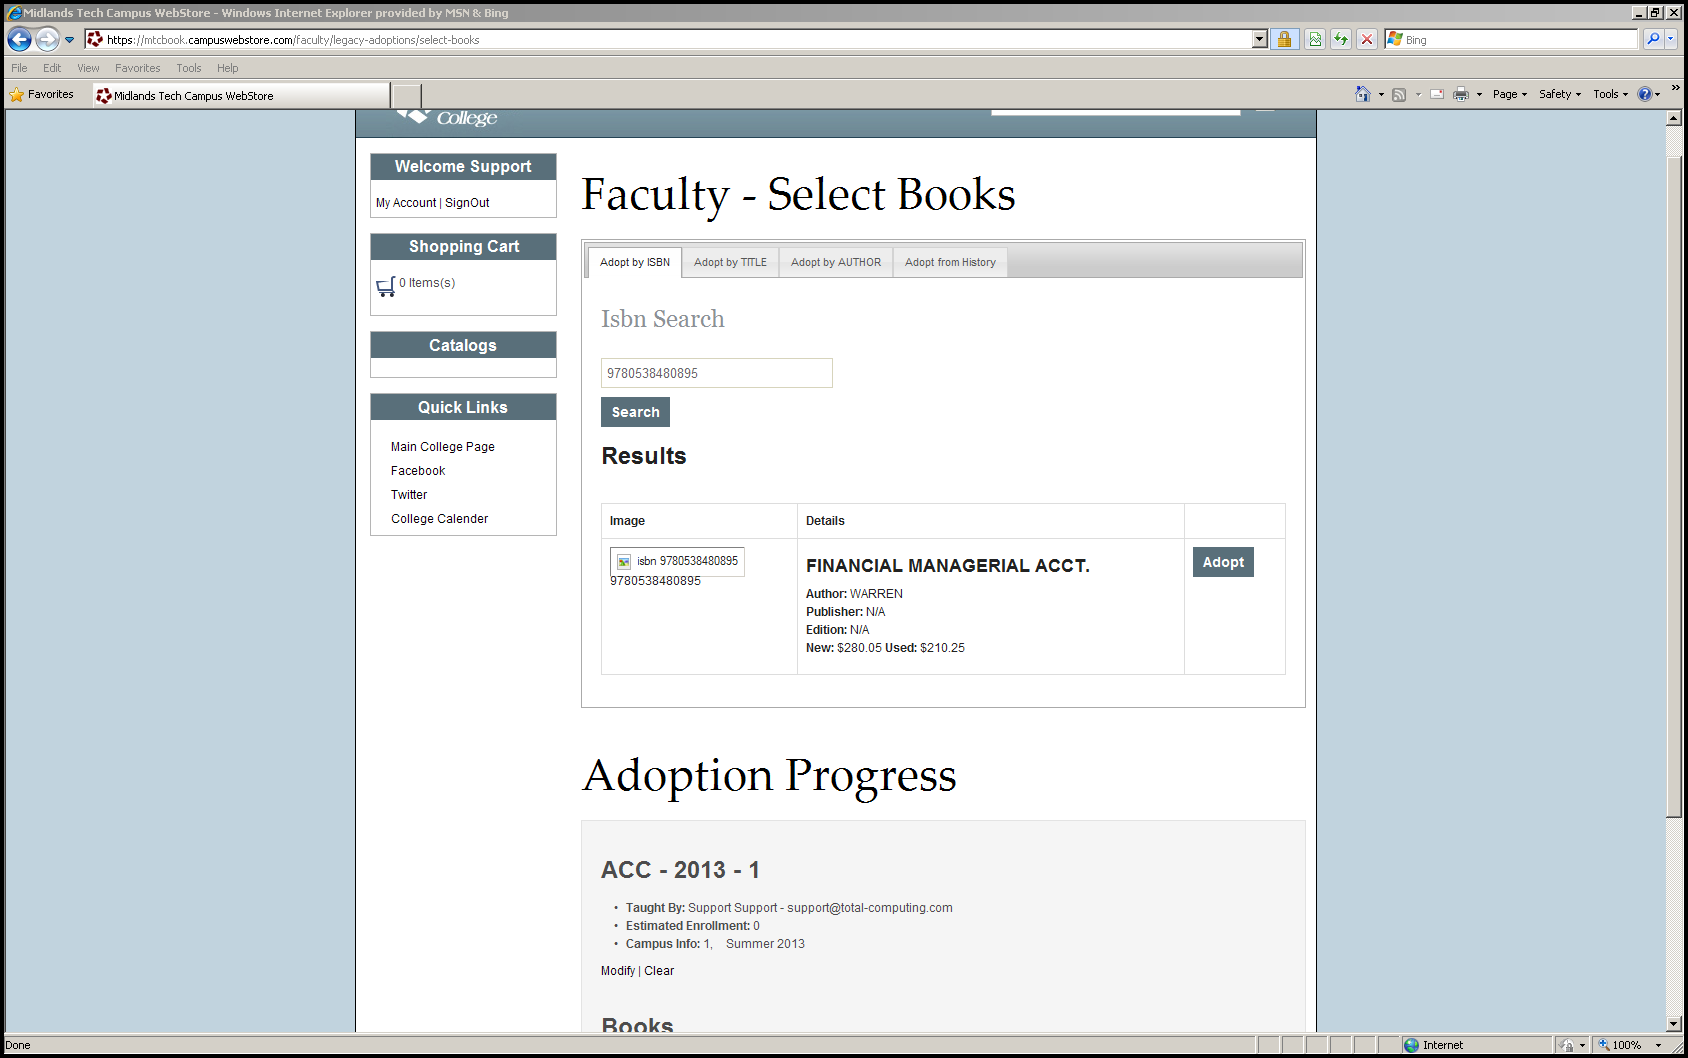 Midlands Tech Campus WebStore - Windows Internet Explorer provided by MSN & Bing
https://mtcbook.campuswebstore.com/faculty/legacy-adoptions/select-books
Bing
File Edit View Favorites Tools Help
Favorites
Midlands Tech Campus WebStore
Page Safety Tools
College
Welcome Support
My Account | SignOut
Shopping Cart
0 Items(s)
Catalogs
Quick Links
Main College Page
Facebook
Twitter
College Calender
Faculty - Select Books
Adopt by ISBN Adopt by TITLE Adopt by AUTHOR Adopt from History
Isbn Search
9780538480895
Search
Results
Image Details
isbn 9780538480895
9780538480895
FINANCIAL MANAGERIAL ACCT.
Author: WARREN
Publisher: N/A
Edition: N/A
New: $280.05 Used: $210.25
Adopt
Adoption Progress
ACC - 2013 - 1
• Taught By: Support Support - support@total-computing.com
• Estimated Enrollment: 0
• Campus Info: 1, Summer 2013
Modify | Clear
Books
Done
Internet
100%